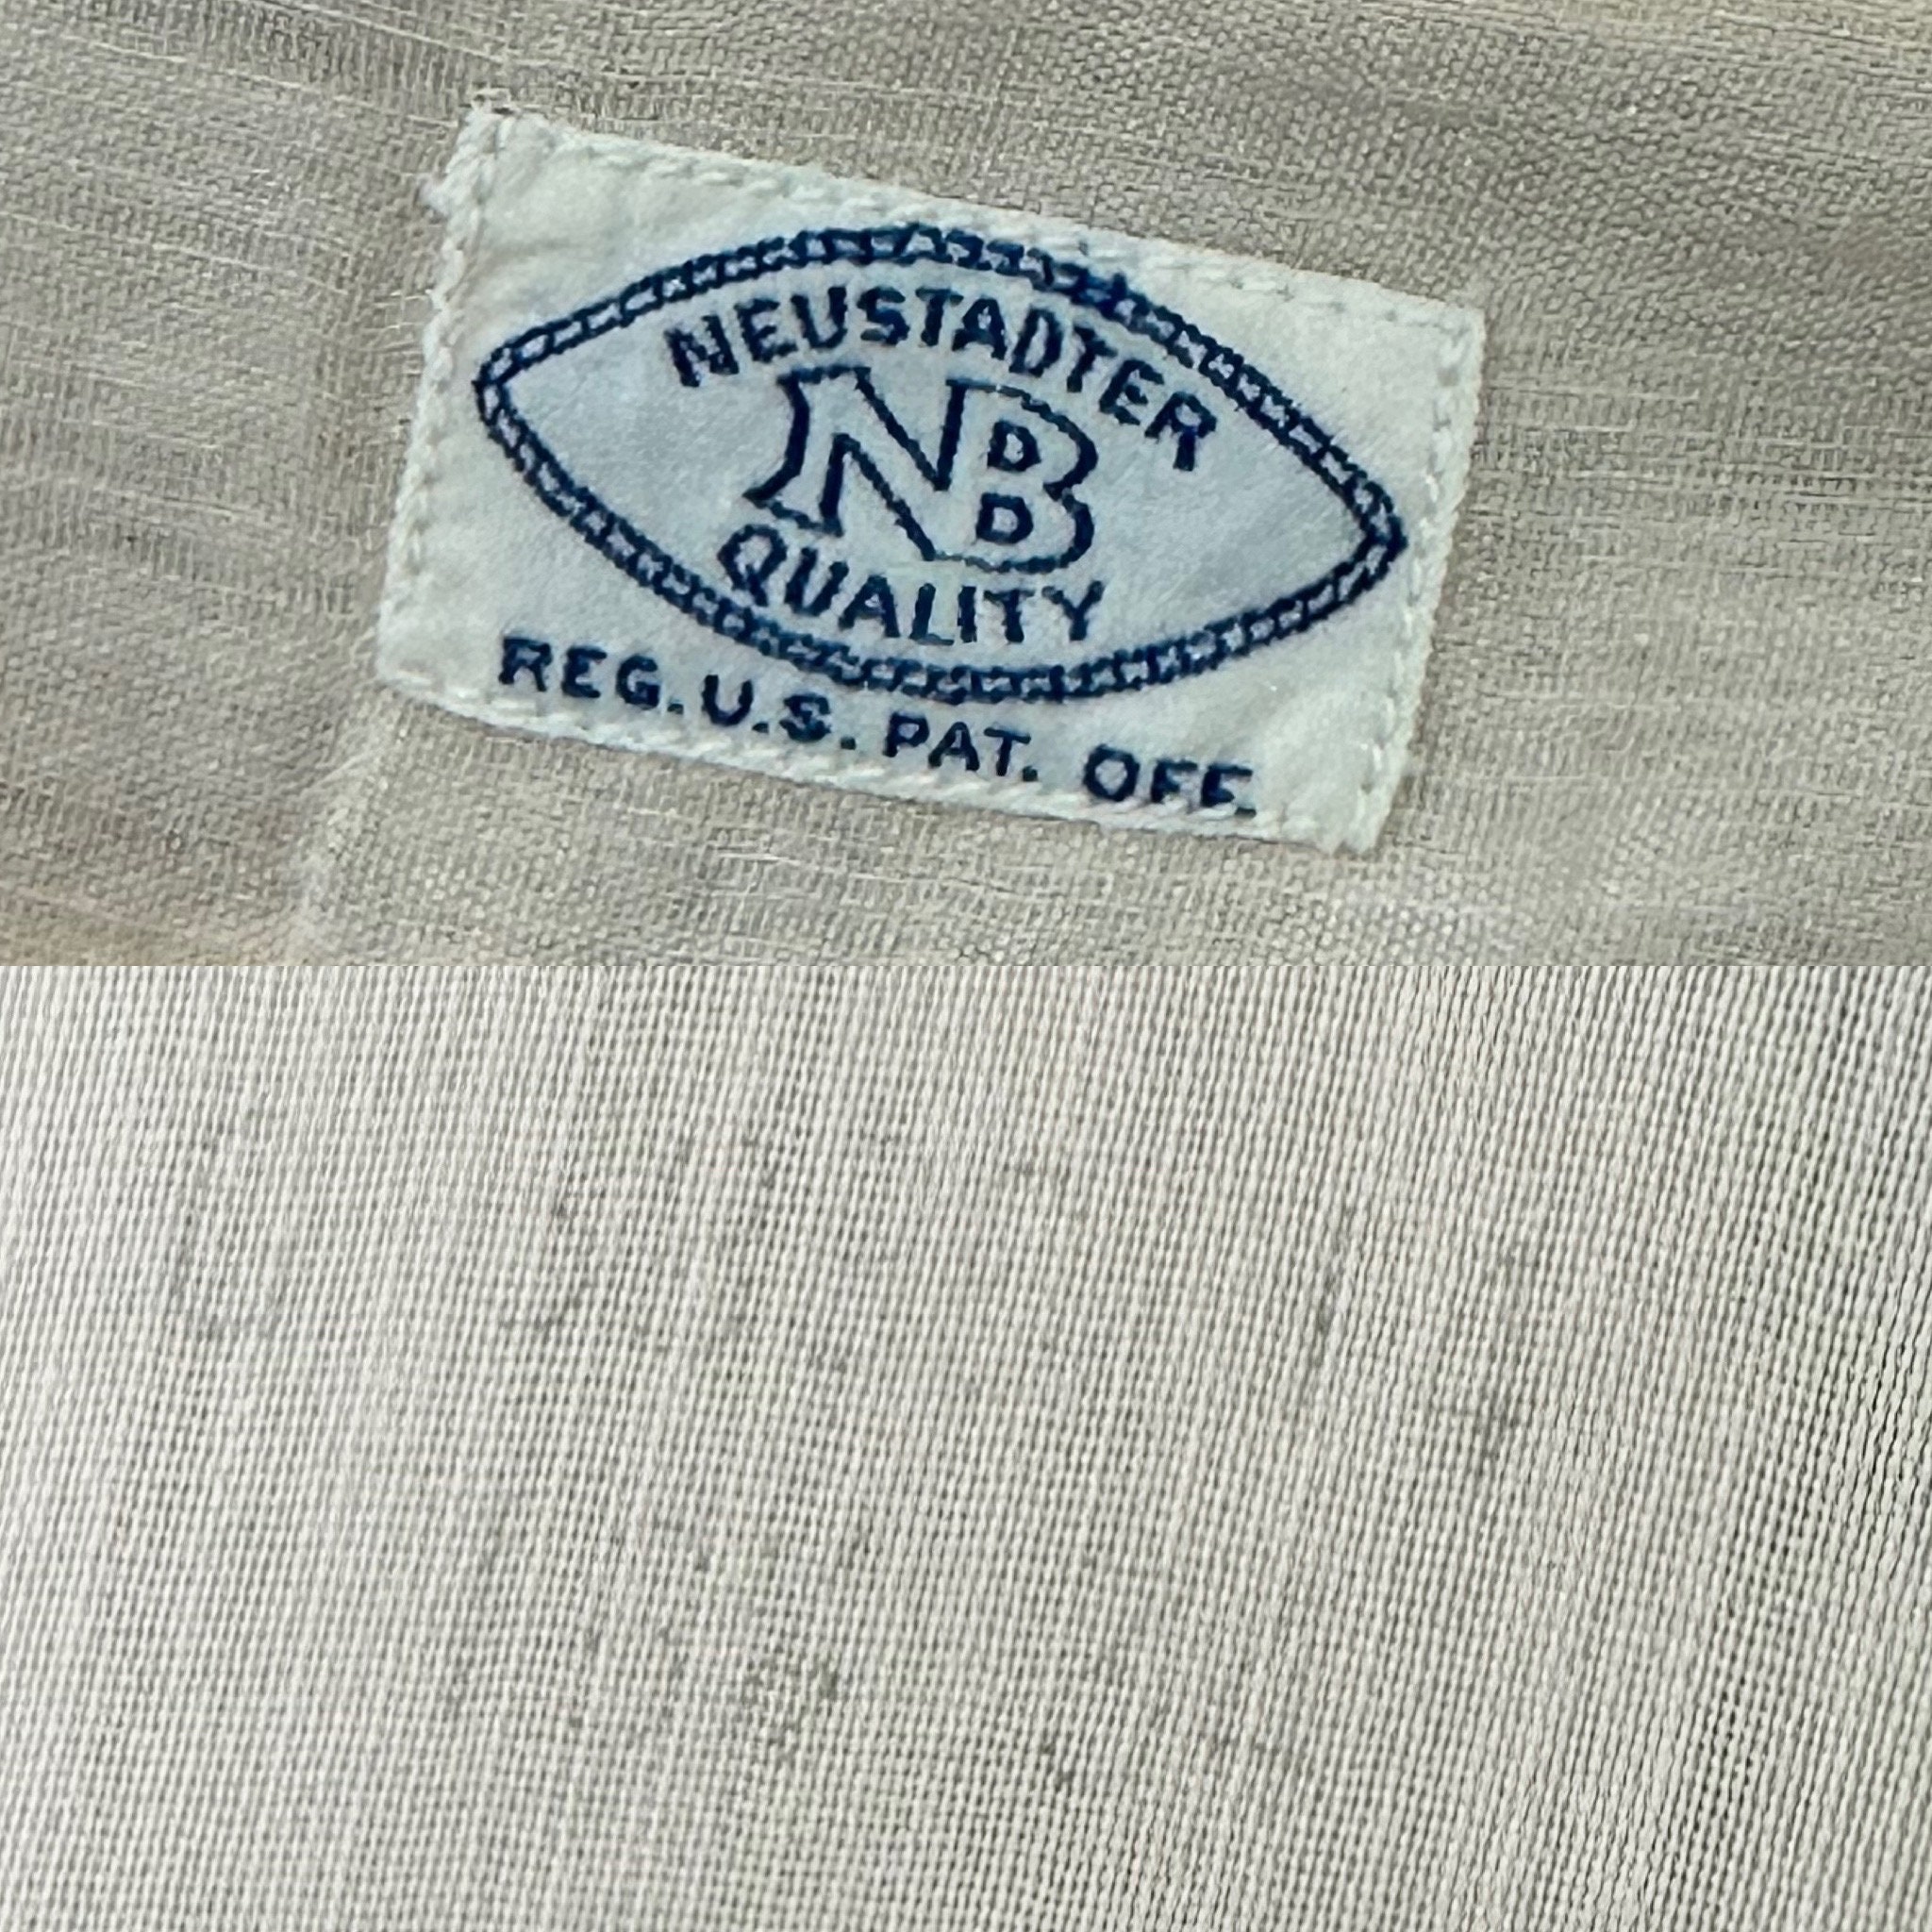 NEUSTADTER
NB
QUALITY
REG. U.S. PAT. OFF.